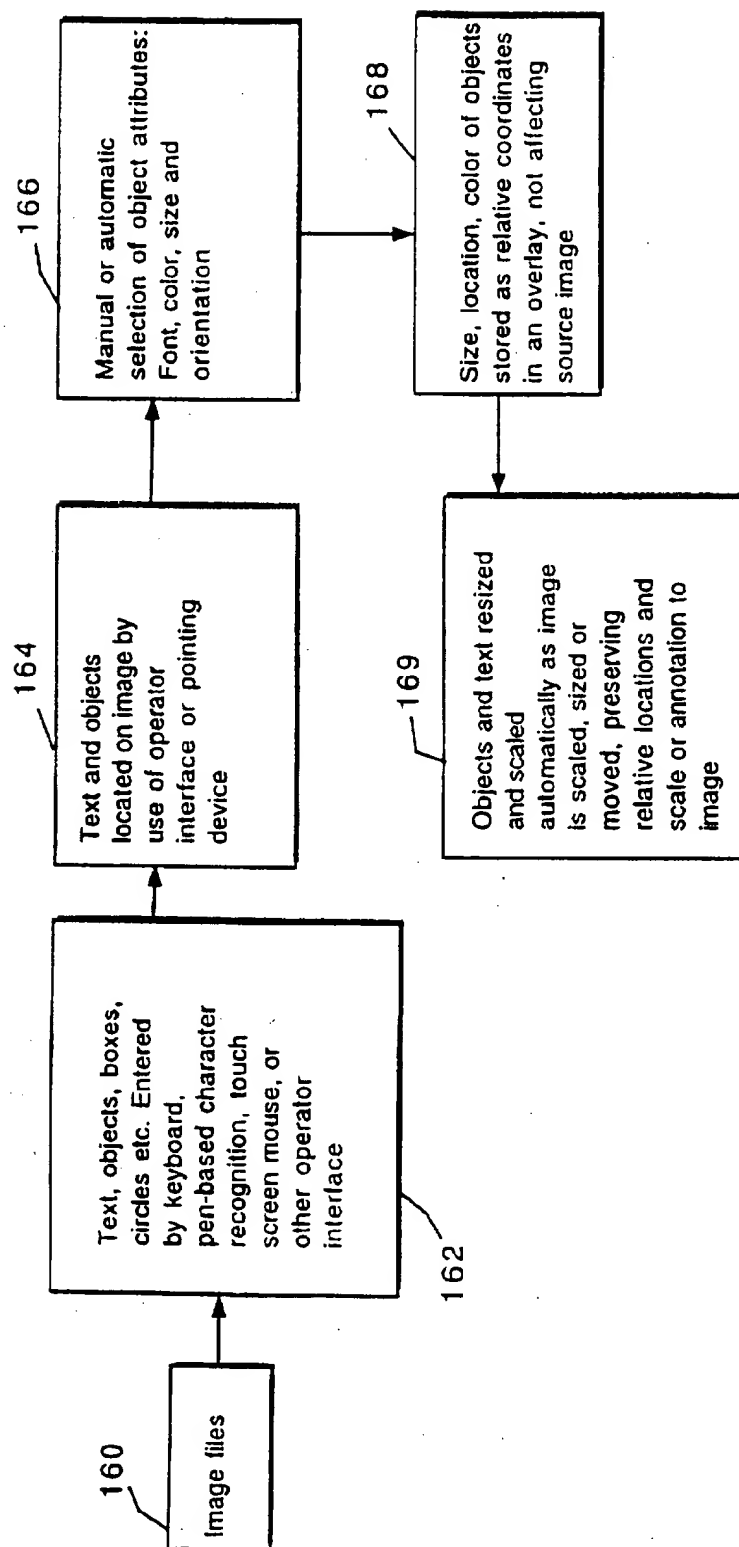 160
Image files
162
Text, objects, boxes,
circles etc. Entered
by keyboard,
pen-based character
recognition, touch
screen mouse, or
other operator
interface
164
Text and objects
located on image by
use of operator
interface or pointing
device
166
Manual or automatic
selection of object attributes:
Font, color, size and
orientation
168
Size, location, color of objects
stored as relative coordinates
in an overlay, not affecting
source image
169
Objects and text resized
and scaled
automatically as image
is scaled, sized or
moved, preserving
relative locations and
scale or annotation to
image